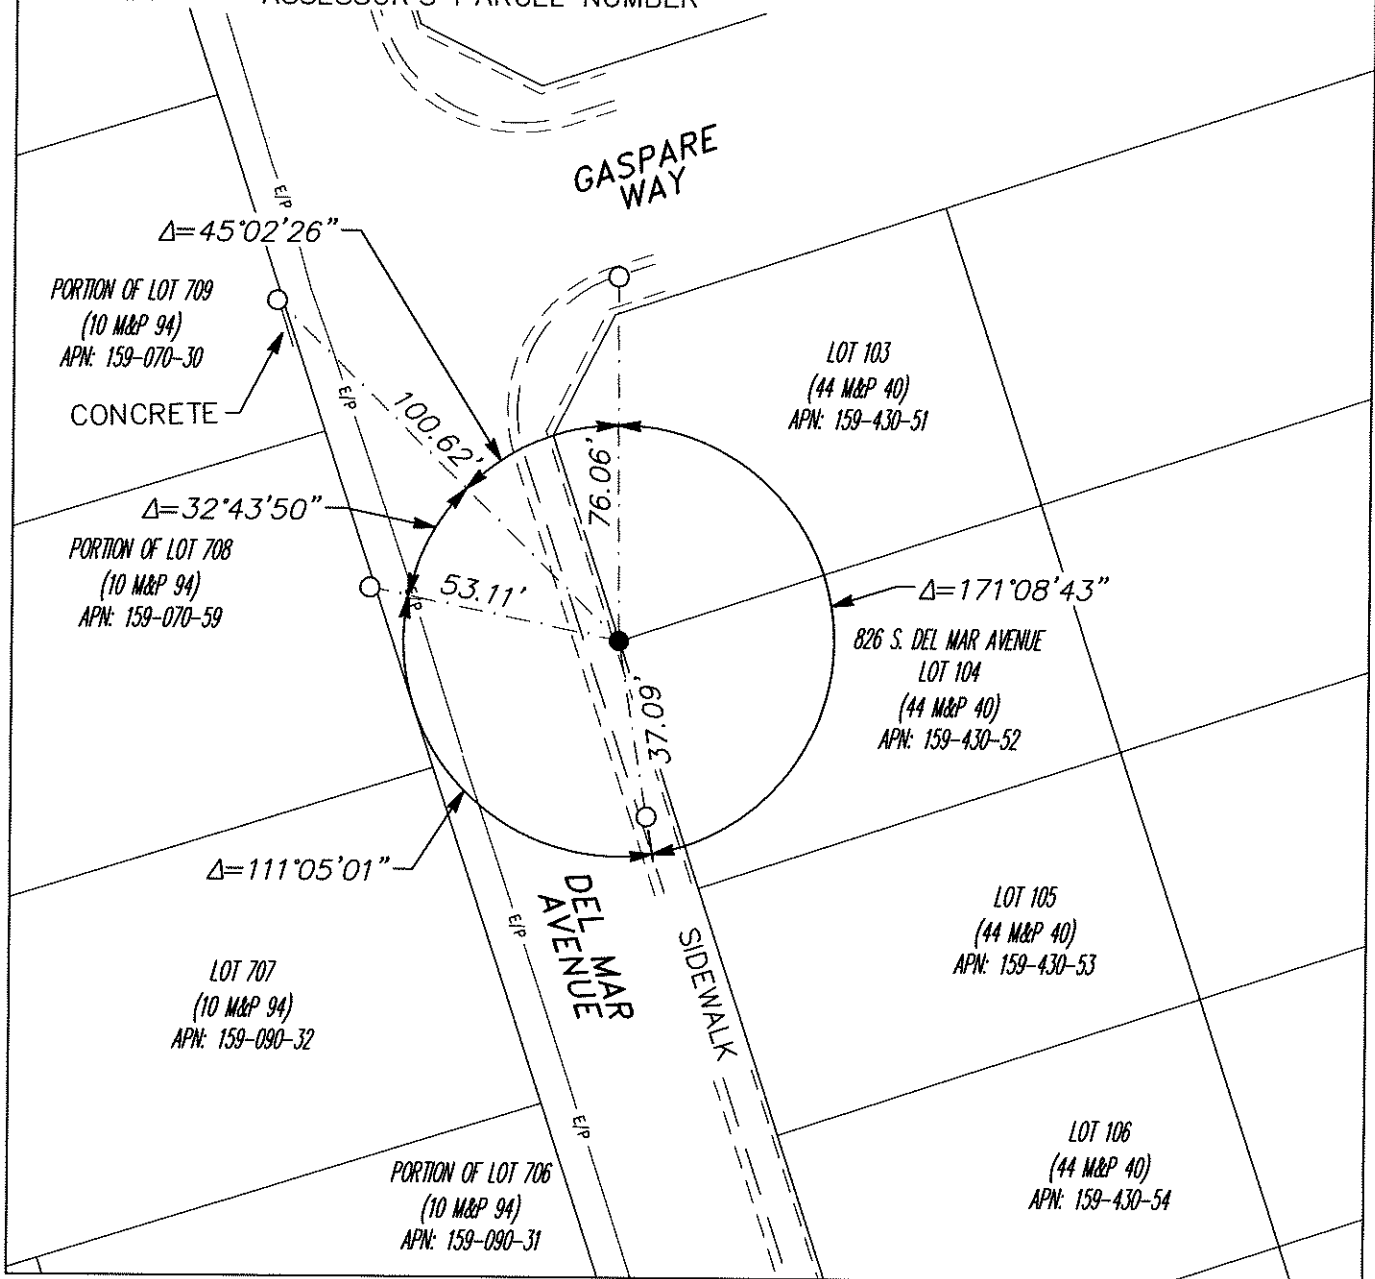 ASSESSOR'S PARCEL NUMBER
GASPARE
WAY
E/P
Δ=45°02'26"
PORTION OF LOT 709
(10 M&P 94)
APN: 159-070-30
CONCRETE
E/P
100.62'
76.06'
LOT 103
(44 M&P 40)
APN: 159-430-51
Δ=32°43'50"
PORTION OF LOT 708
(10 M&P 94)
APN: 159-070-59
E/P
53.11'
Δ=171°08'43"
826 S. DEL MAR AVENUE
LOT 104
(44 M&P 40)
APN: 159-430-52
37.09'
Δ=111°05'01"
DEL MAR
AVENUE
E/P
SIDEWALK
LOT 105
(44 M&P 40)
APN: 159-430-53
LOT 707
(10 M&P 94)
APN: 159-090-32
E/P
LOT 106
(44 M&P 40)
APN: 159-430-54
PORTION OF LOT 706
(10 M&P 94)
APN: 159-090-31